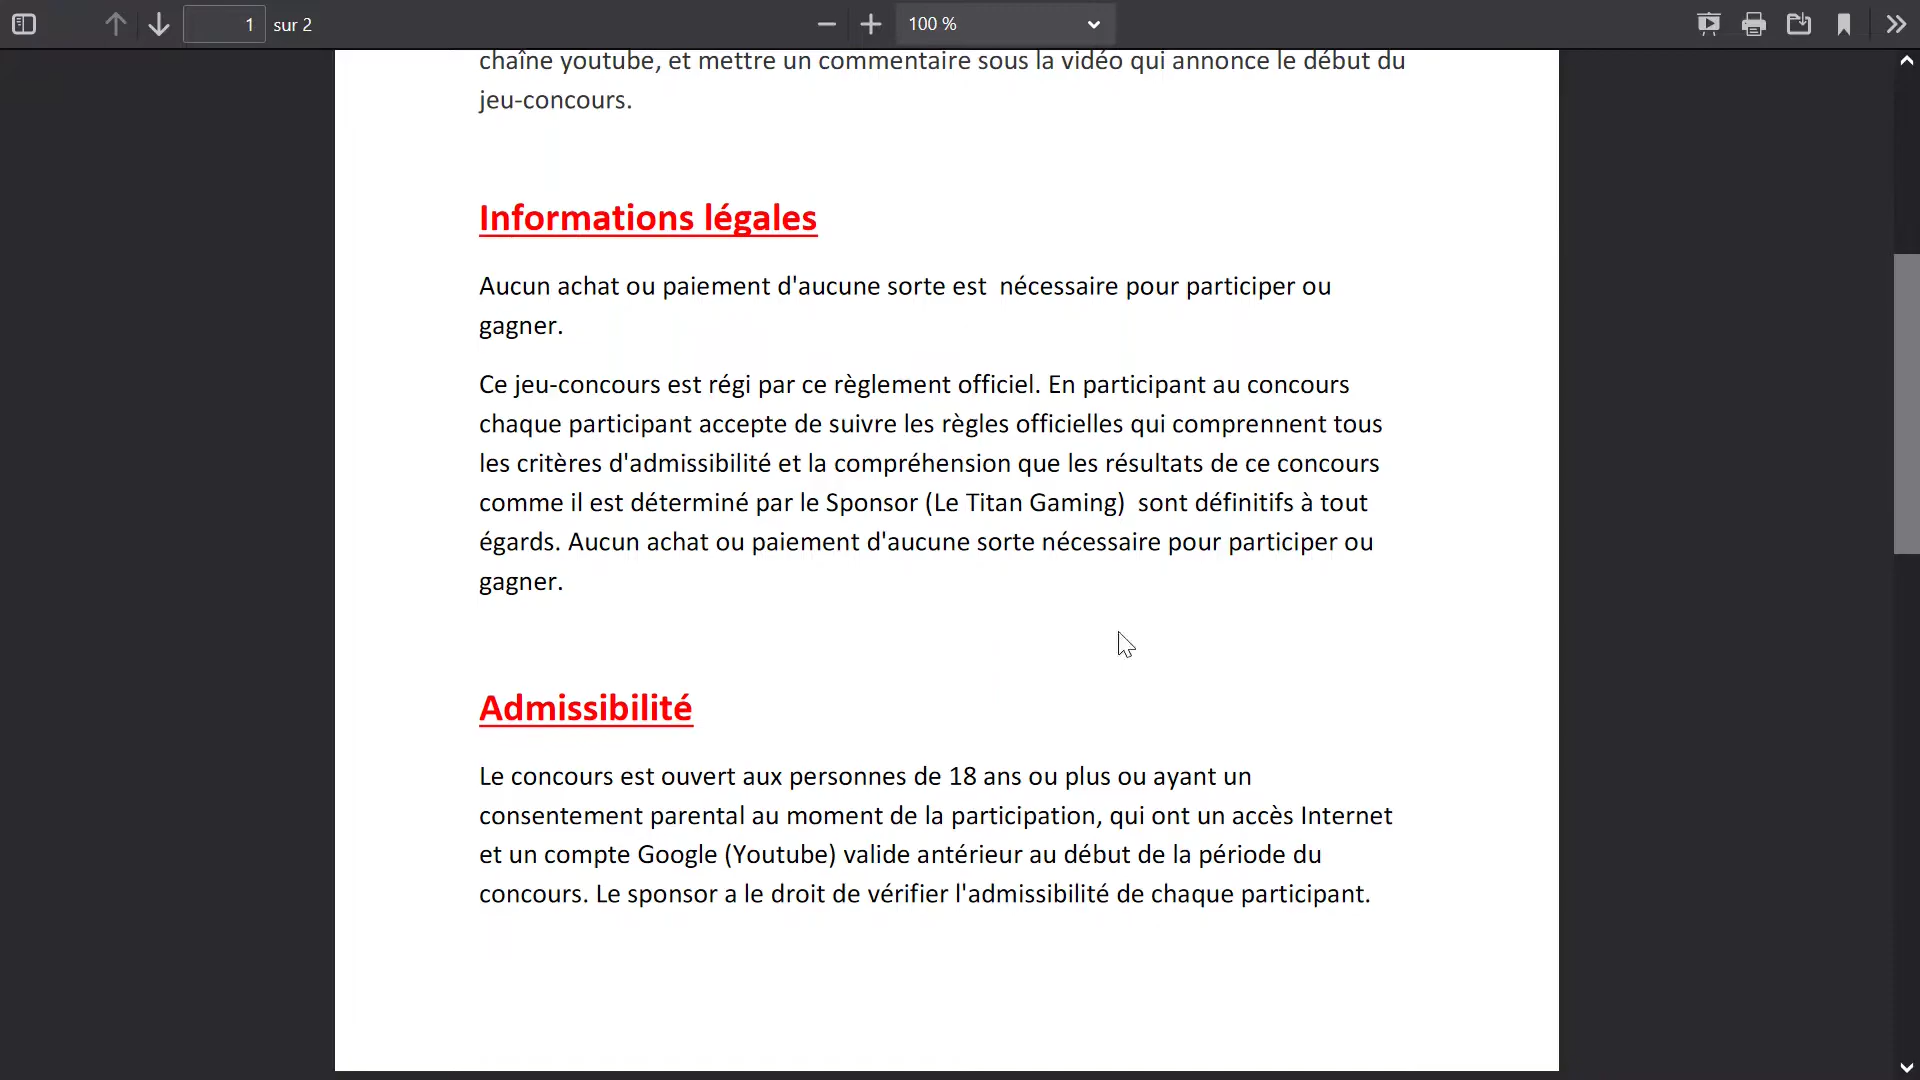 1 sur 2
100 %
chaîne youtube, et mettre un commentaire sous la vidéo qui annonce le début du
jeu-concours.
Informations légales
Aucun achat ou paiement d'aucune sorte est  nécessaire pour participer ou
gagner.
Ce jeu-concours est régi par ce règlement officiel. En participant au concours
chaque participant accepte de suivre les règles officielles qui comprennent tous
les critères d'admissibilité et la compréhension que les résultats de ce concours
comme il est déterminé par le Sponsor (Le Titan Gaming)  sont définitifs à tout
égards. Aucun achat ou paiement d'aucune sorte nécessaire pour participer ou
gagner.
Admissibilité
Le concours est ouvert aux personnes de 18 ans ou plus ou ayant un
consentement parental au moment de la participation, qui ont un accès Internet
et un compte Google (Youtube) valide antérieur au début de la période du
concours. Le sponsor a le droit de vérifier l'admissibilité de chaque participant.